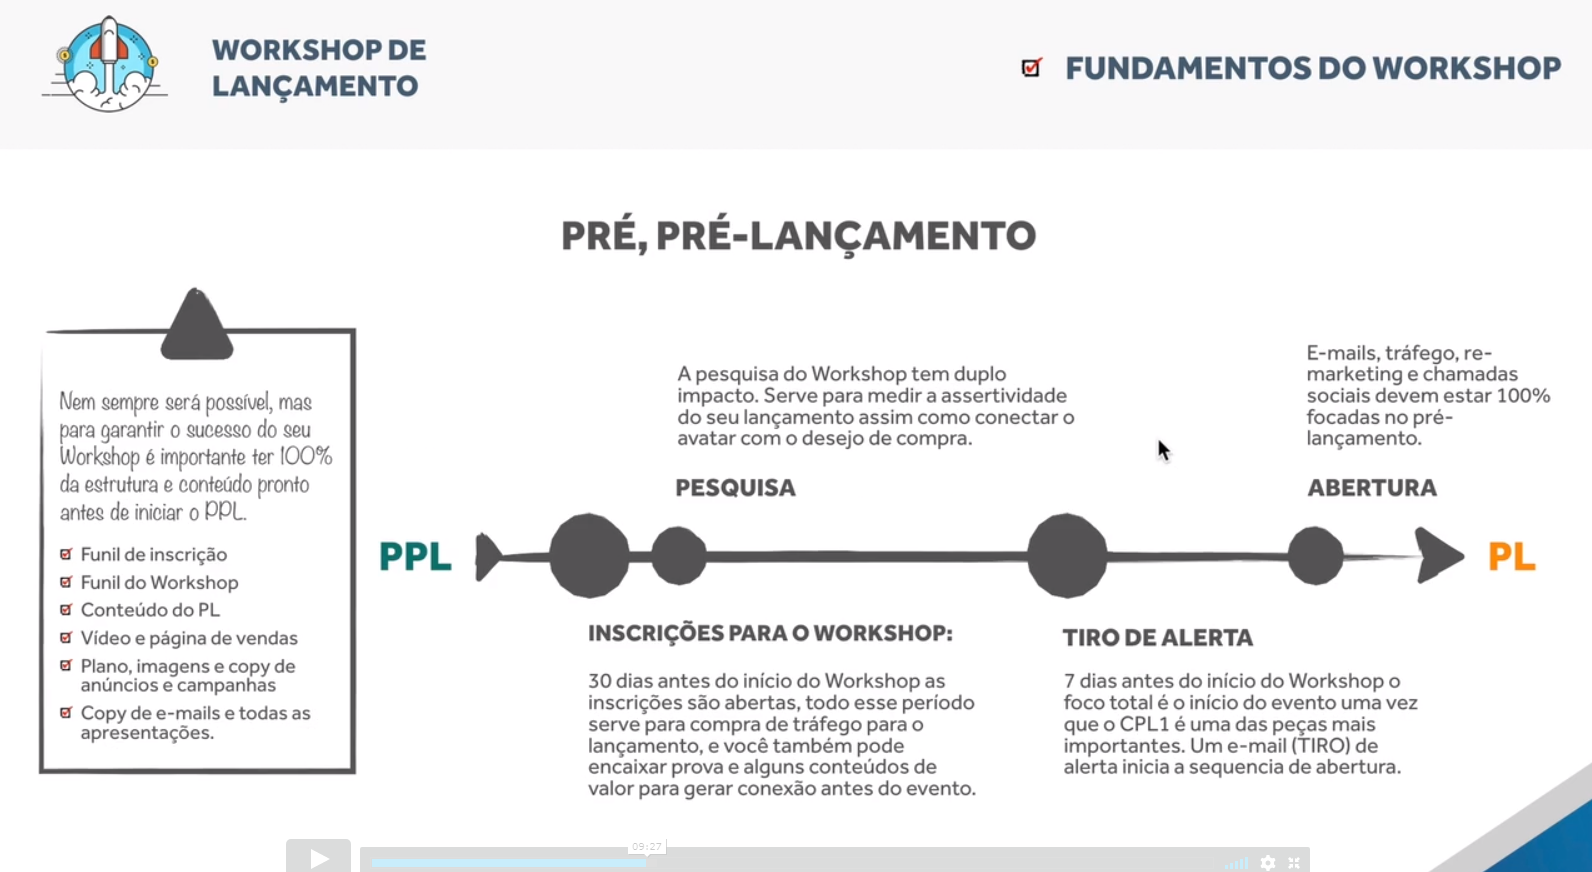 WORKSHOP DE
LANÇAMENTO
FUNDAMENTOS DO WORKSHOP
PRÉ, PRÉ-LANÇAMENTO
Nem sempre será possível, mas
para garantir o sucesso do seu
Workshop é importante ter 100%
da estrutura e conteúdo pronto
antes de iniciar o PPL.
Funil de inscrição
Funil do Workshop
Conteúdo do PL
Vídeo e página de vendas
Plano, imagens e copy de
anúncios e campanhas
Copy de e-mails e todas as
apresentações.
PPL
A pesquisa do Workshop tem duplo
impacto. Serve para medir a assertividade
do seu lançamento assim como conectar o
avatar com o desejo de compra.
PESQUISA
E-mails, tráfego, re-
marketing e chamadas
sociais devem estar 100%
focadas no pré-
lançamento.
ABERTURA
PL
INSCRIÇÕES PARA O WORKSHOP:
30 dias antes do início do Workshop as
inscrições são abertas, todo esse período
serve para compra de tráfego para o
lançamento, e você também pode
encaixar prova e alguns conteúdos de
valor para gerar conexão antes do evento.
TIRO DE ALERTA
7 dias antes do início do Workshop o
foco total é o início do evento uma vez
que o CPL1 é uma das peças mais
importantes. Um e-mail (TIRO) de
alerta inicia a sequencia de abertura.
09:27